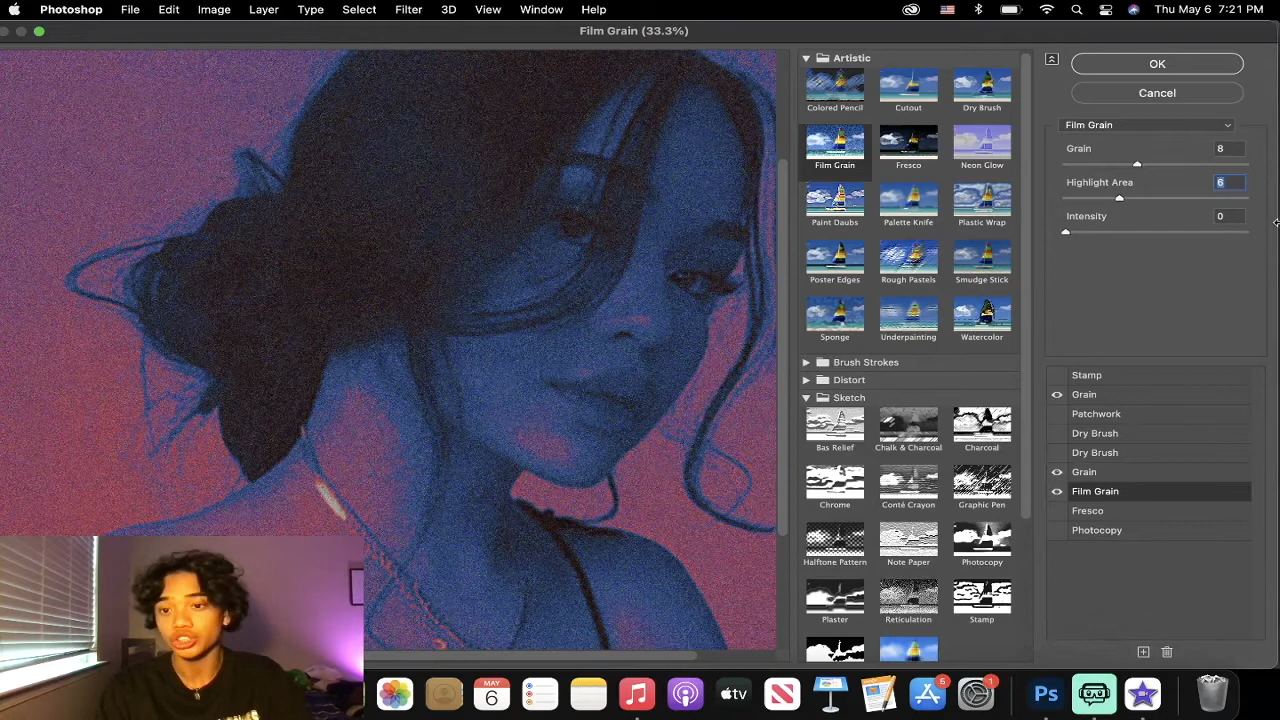 Photoshop File Edit Image Layer Type Select Filter 3D View Window Help Thu May 6 7:21 PM
Film Grain (33.3%)
Artistic
Colored Pencil Cutout Dry Brush
Film Grain Fresco Neon Glow
Paint Daubs Palette Knife Plastic Wrap
Poster Edges Rough Pastels Smudge Stick
Sponge Underpainting Watercolor
Brush Strokes
Distort
Sketch
Bas Relief Chalk & Charcoal Charcoal
Chrome Conté Crayon Graphic Pen
Halftone Pattern Note Paper Photocopy
Plaster Reticulation Stamp
OK
Cancel
Film Grain
Grain 8
Highlight Area 6
Intensity 0
Stamp
Grain
Patchwork
Dry Brush
Dry Brush
Grain
Film Grain
Fresco
Photocopy
MAY
6
tv
5
1
Ps